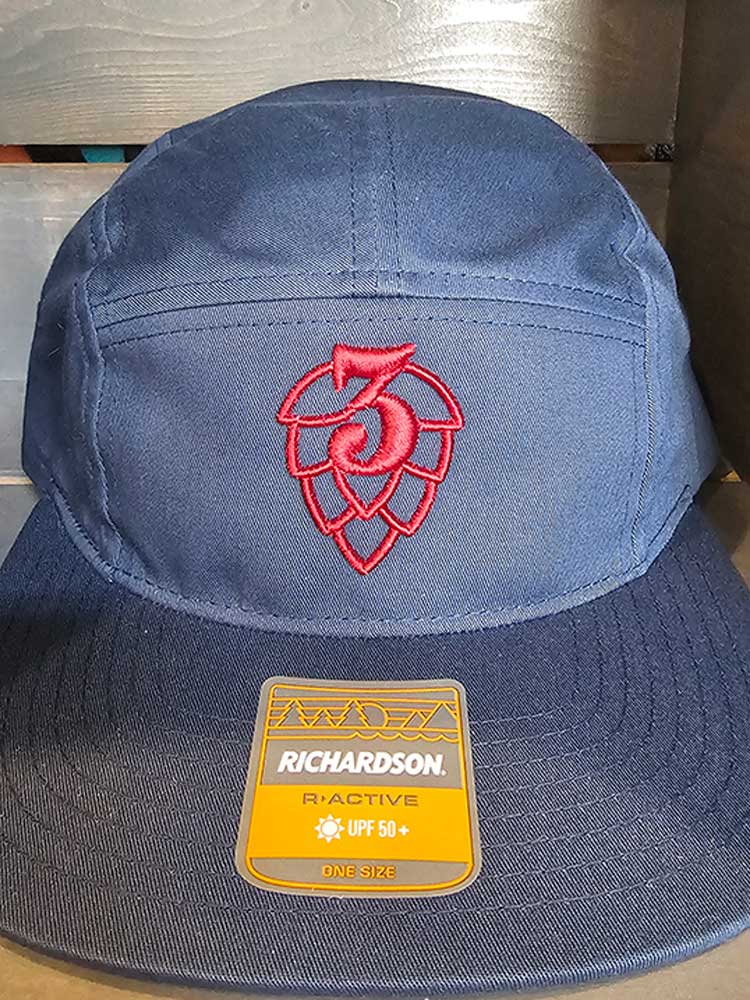 3
RICHARDSON.
R·ACTIVE
UPF 50+
ONE SIZE